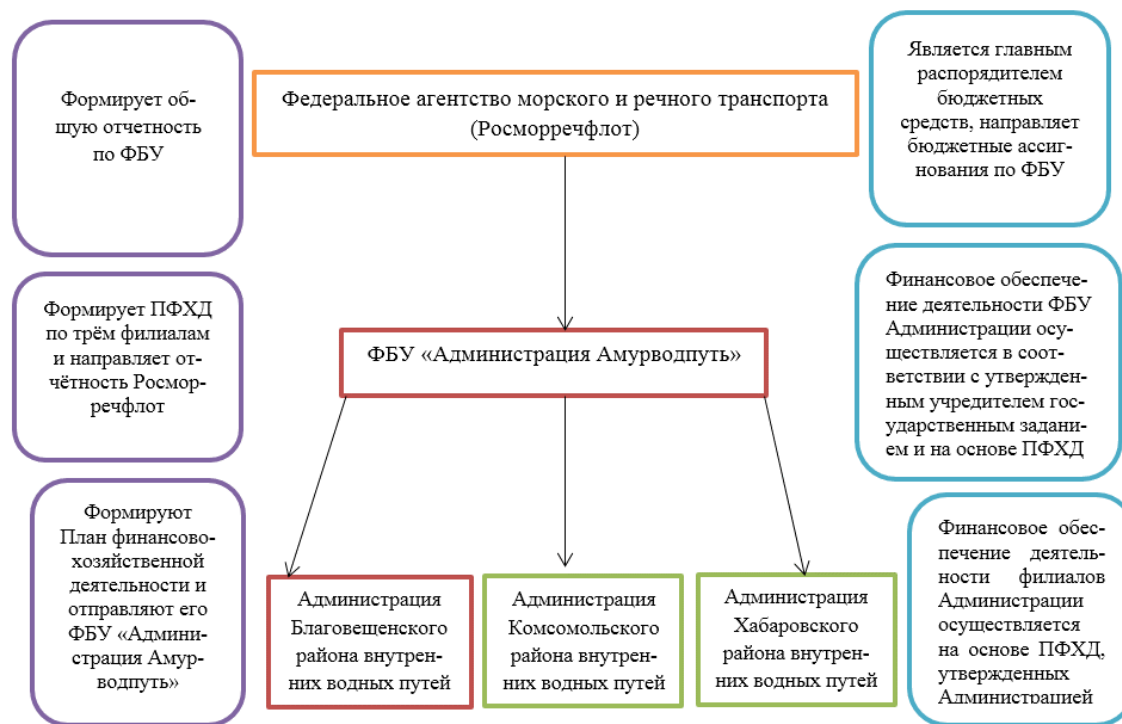 Формирует об-
щую отчетность
по ФБУ
Федеральное агентство морского и речного транспорта
(Росморречфлот)
Является главным
распорядителем
бюджетных
средств, направляет
бюджетные ассиг-
нования по ФБУ
Формирует ПФХД
по трём филиалам
и направляет от-
чётность Росмор-
речфлот
ФБУ «Администрация Амурводпуть»
Финансовое обеспече-
ние деятельности ФБУ
Администрации осу-
ществляется в соот-
ветствии с утвержден-
ным учредителем гос-
ударственным задани-
ем и на основе ПФХД
Формируют
План финансово-
хозяйственной
деятельности и
отправляют его
ФБУ «Админи-
страция Амур-
водпуть»
Администрация
Благовещенского
района внутрен-
них водных путей
Администрация
Комсомольского
района внутрен-
них водных путей
Администрация
Хабаровского
района внутрен-
них водных путей
Финансовое обес-
печение деятель-
ности филиалов
Администрации
осуществляется
на основе ПФХД,
утвержденных
Администрацией